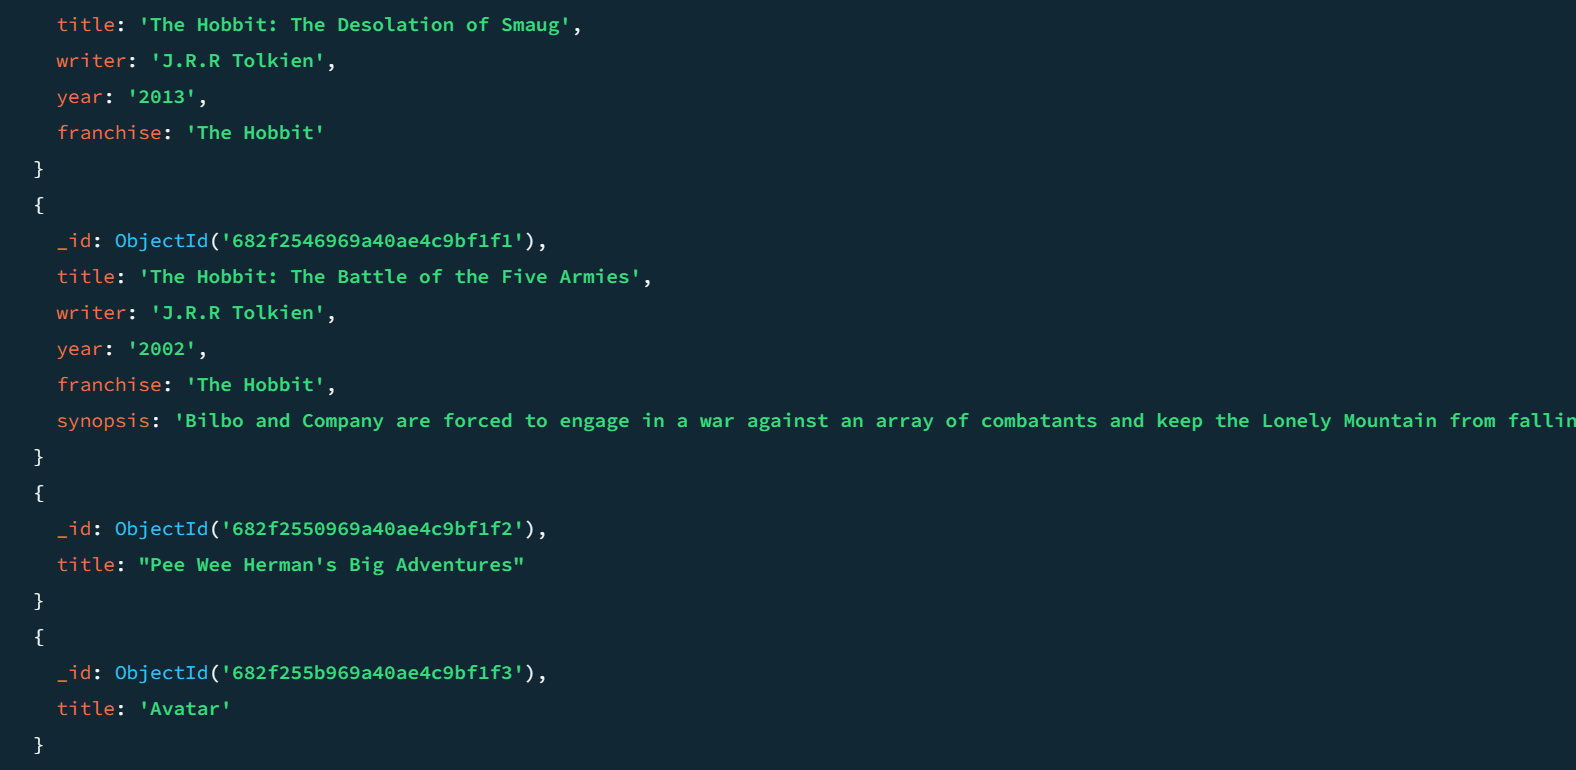 title: 'The Hobbit: The Desolation of Smaug',
writer: 'J.R.R Tolkien',
year: '2013',
franchise: 'The Hobbit'
}
{
_id: ObjectId('682f2546969a40ae4c9bf1f1'),
title: 'The Hobbit: The Battle of the Five Armies',
writer: 'J.R.R Tolkien',
year: '2002',
franchise: 'The Hobbit',
synopsis: 'Bilbo and Company are forced to engage in a war against an array of combatants and keep the Lonely Mountain from fallin
}
{
_id: ObjectId('682f2550969a40ae4c9bf1f2'),
title: "Pee Wee Herman's Big Adventures"
}
{
_id: ObjectId('682f255b969a40ae4c9bf1f3'),
title: 'Avatar'
}